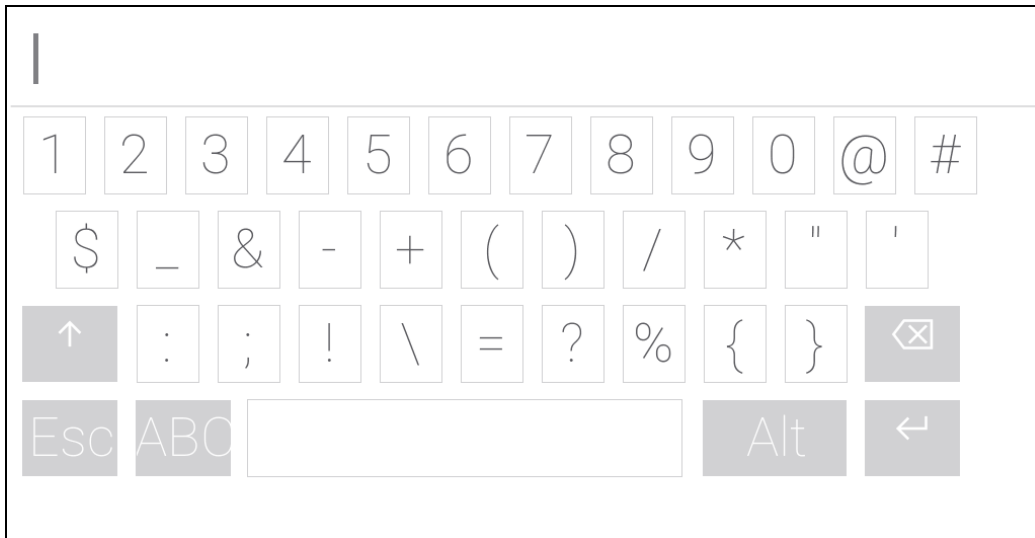 1 2 3 4 5 6 7 8 9 0 @ #
$ _ & - + ( ) / * " '
: ; ! \ = ? % { }
Esc ABC Alt